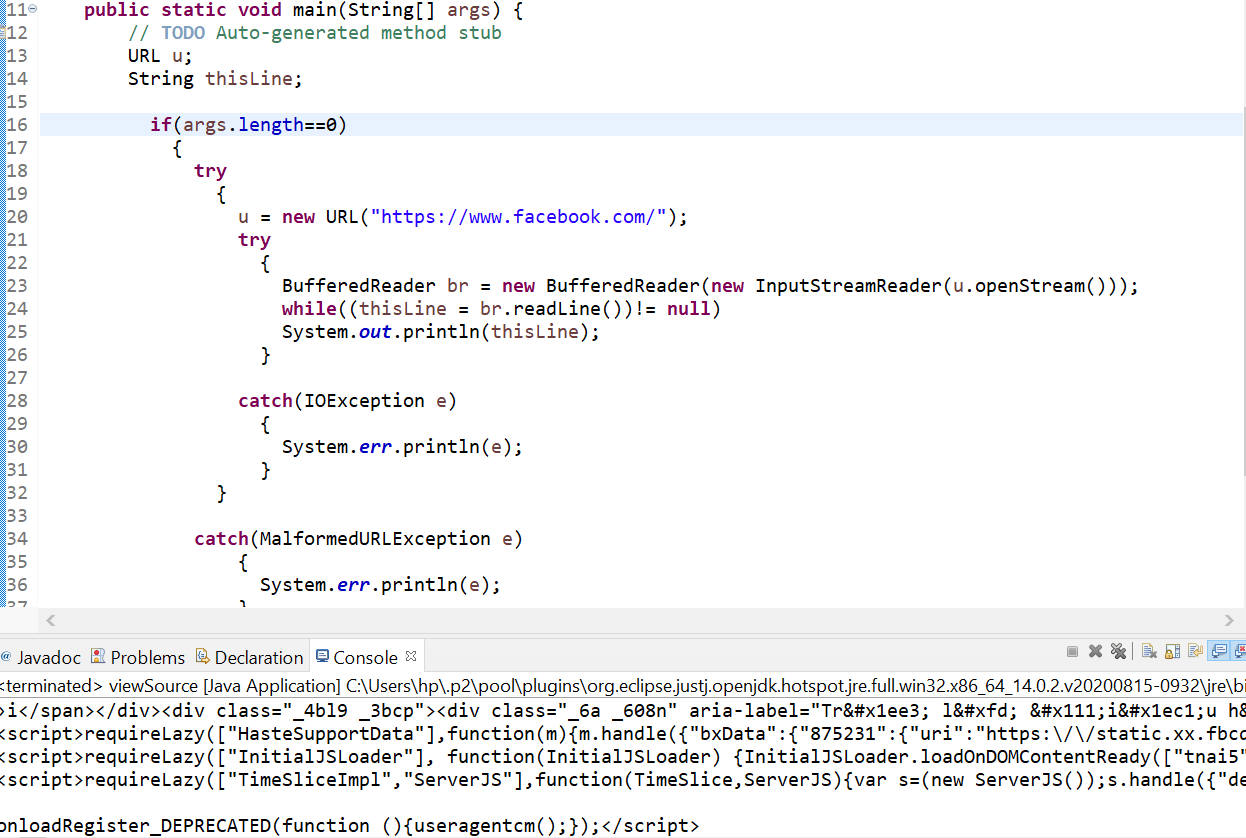 11 public static void main(String[] args) {
12 // TODO Auto-generated method stub
13 URL u;
14 String thisLine;
15
16 if(args.length==0)
17 {
18 try
19 {
20 u = new URL("https://www.facebook.com/");
21 try
22 {
23 BufferedReader br = new BufferedReader(new InputStreamReader(u.openStream()));
24 while((thisLine = br.readLine())!= null)
25 System.out.println(thisLine);
26 }
27
28 catch(IOException e)
29 {
30 System.err.println(e);
31 }
32 }
33
34 catch(MalformedURLException e)
35 {
36 System.err.println(e);
37 }
@ Javadoc Problems Declaration Console
<terminated> viewSource [Java Application] C:\Users\hp\.p2\pool\plugins\org.eclipse.justj.openjdk.hotspot.jre.full.win32.x86_64_14.0.2.v20200815-0932\jre\bi
>i</span></div><div class="_4bl9 _3bcp"><div class="_6a _608n" aria-label="Tr&#x1ee3; l&#xfd; &#x111;i&#x1ec1;u h&
<script>requireLazy(["HasteSupportData"],function(m){m.handle({"bxData":{"875231":{"uri":"https:\/\/static.xx.fbcd
<script>requireLazy(["InitialJSLoader"], function(InitialJSLoader) {InitialJSLoader.loadOnDOMContentReady(["tnai5"
<script>requireLazy(["TimeSliceImpl","ServerJS"],function(TimeSlice,ServerJS){var s=(new ServerJS());s.handle({"de
onloadRegister_DEPRECATED(function (){useragentcm();});</script>